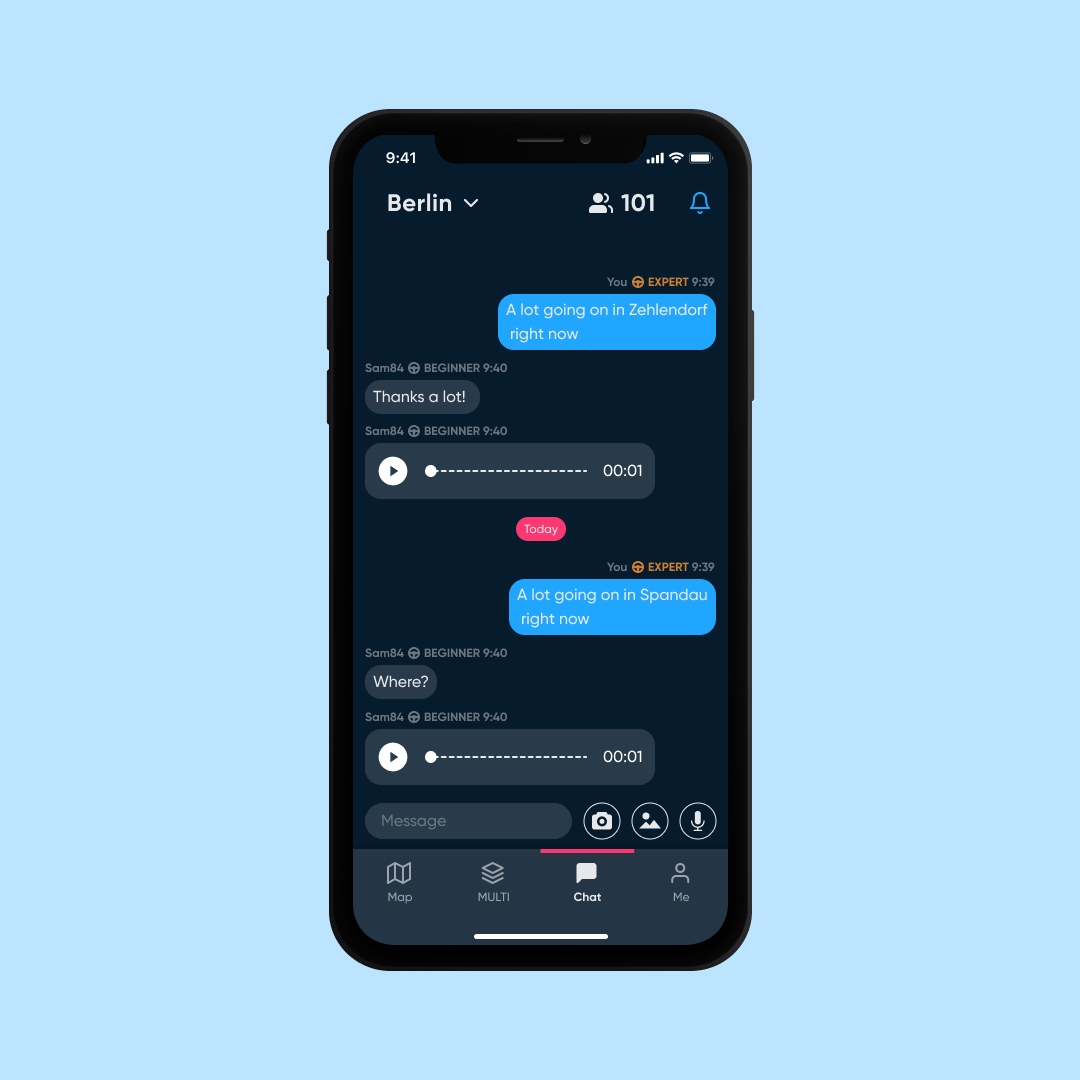 9:41
Berlin 101
You EXPERT 9:39
A lot going on in Zehlendorf
right now
Sam84 BEGINNER 9:40
Thanks a lot!
Sam84 BEGINNER 9:40
00:01
Today
You EXPERT 9:39
A lot going on in Spandau
right now
Sam84 BEGINNER 9:40
Where?
Sam84 BEGINNER 9:40
00:01
Message
Map MULTI Chat Me